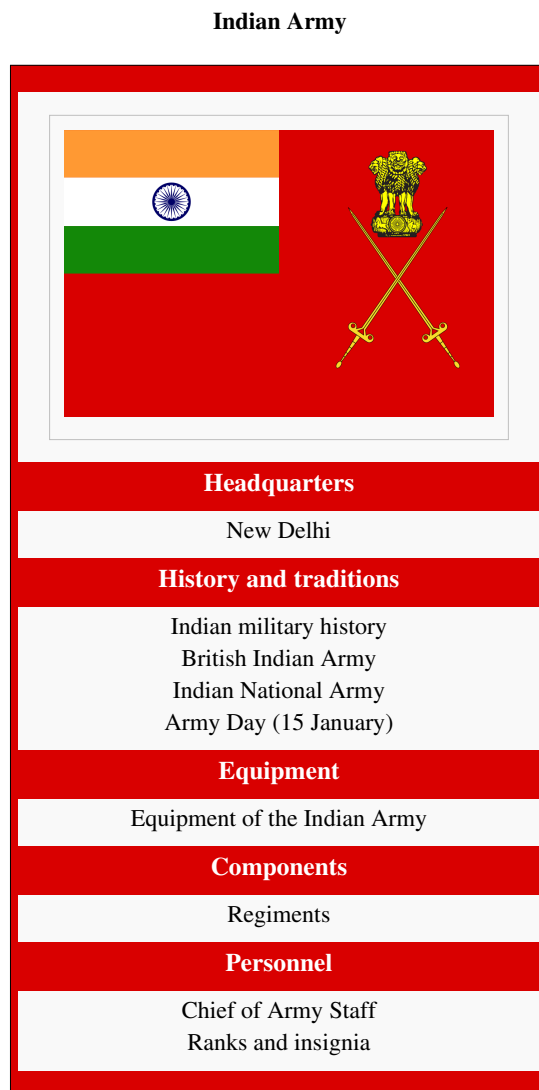 Indian Army
Headquarters
New Delhi
History and traditions
Indian military history
British Indian Army
Indian National Army
Army Day (15 January)
Equipment
Equipment of the Indian Army
Components
Regiments
Personnel
Chief of Army Staff
Ranks and insignia